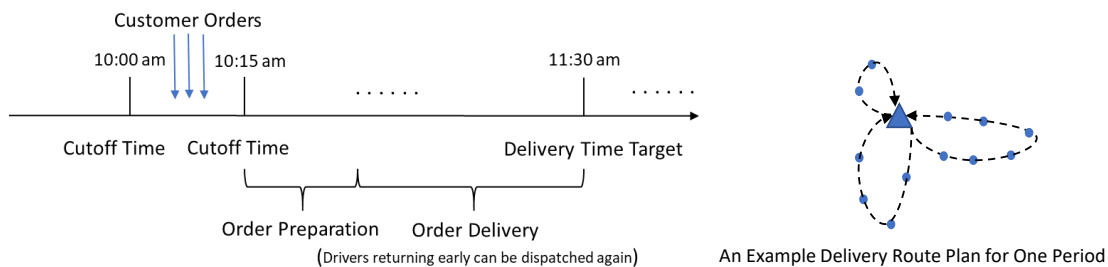 Customer Orders
10:00 am
10:15 am
11:30 am
. . . . . .
. . . . . .
Cutoff Time
Cutoff Time
Delivery Time Target
Order Preparation
Order Delivery
(Drivers returning early can be dispatched again)
An Example Delivery Route Plan for One Period